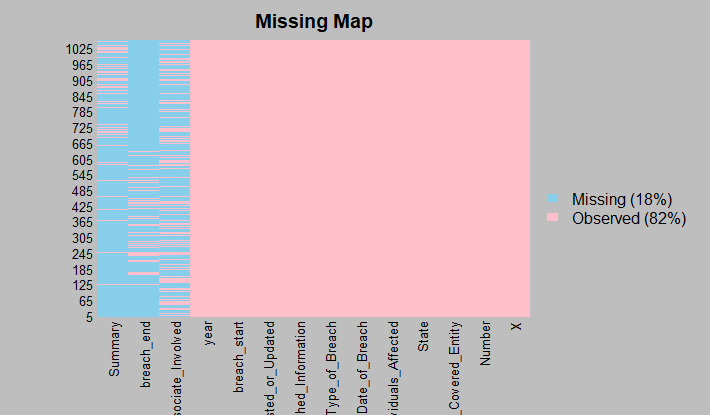 Missing Map
1025
965
905
845
785
725
665
605
545
485
425
365
305
245
185
125
65
5
Missing (18%)
Observed (82%)
Summary
breach_end
sociate_Involved
year
breach_start
sted_or_Updated
hed_Information
Type_of_Breach
Date_of_Breach
viduals_Affected
State
_Covered_Entity
Number
X